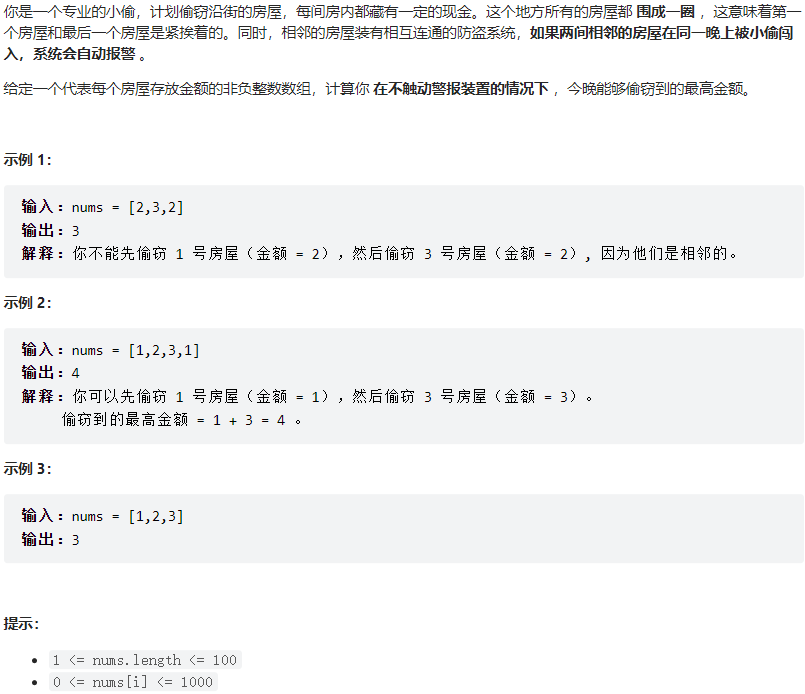 你是一个专业的小偷，计划偷窃沿街的房屋，每间房内都藏有一定的现金。这个地方所有的房屋都 围成一圈 ，这意味着第一
个房屋和最后一个房屋是紧挨着的。同时，相邻的房屋装有相互连通的防盗系统，如果两间相邻的房屋在同一晚上被小偷闯
入，系统会自动报警 。
给定一个代表每个房屋存放金额的非负整数数组，计算你 在不触动警报装置的情况下 ，今晚能够偷窃到的最高金额。
示例 1：
输入：nums = [2,3,2]
输出：3
解释：你不能先偷窃 1 号房屋（金额 = 2），然后偷窃 3 号房屋（金额 = 2）, 因为他们是相邻的。
示例 2：
输入：nums = [1,2,3,1]
输出：4
解释：你可以先偷窃 1 号房屋（金额 = 1），然后偷窃 3 号房屋（金额 = 3）。
偷窃到的最高金额 = 1 + 3 = 4 。
示例 3：
输入：nums = [1,2,3]
输出：3
提示：
• 1 <= nums.length <= 100
• 0 <= nums[i] <= 1000